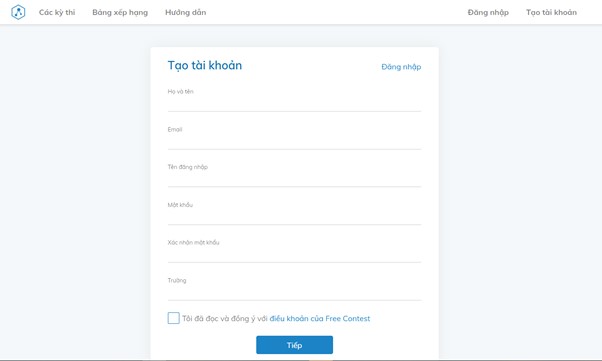 Các kỳ thi Bảng xếp hạng Hướng dẫn Đăng nhập Tạo tài khoản
Tạo tài khoản Đăng nhập
Họ và tên
Email
Tên đăng nhập
Mật khẩu
Xác nhận mật khẩu
Trường
Tôi đã đọc và đồng ý với điều khoản của Free Contest
Tiếp